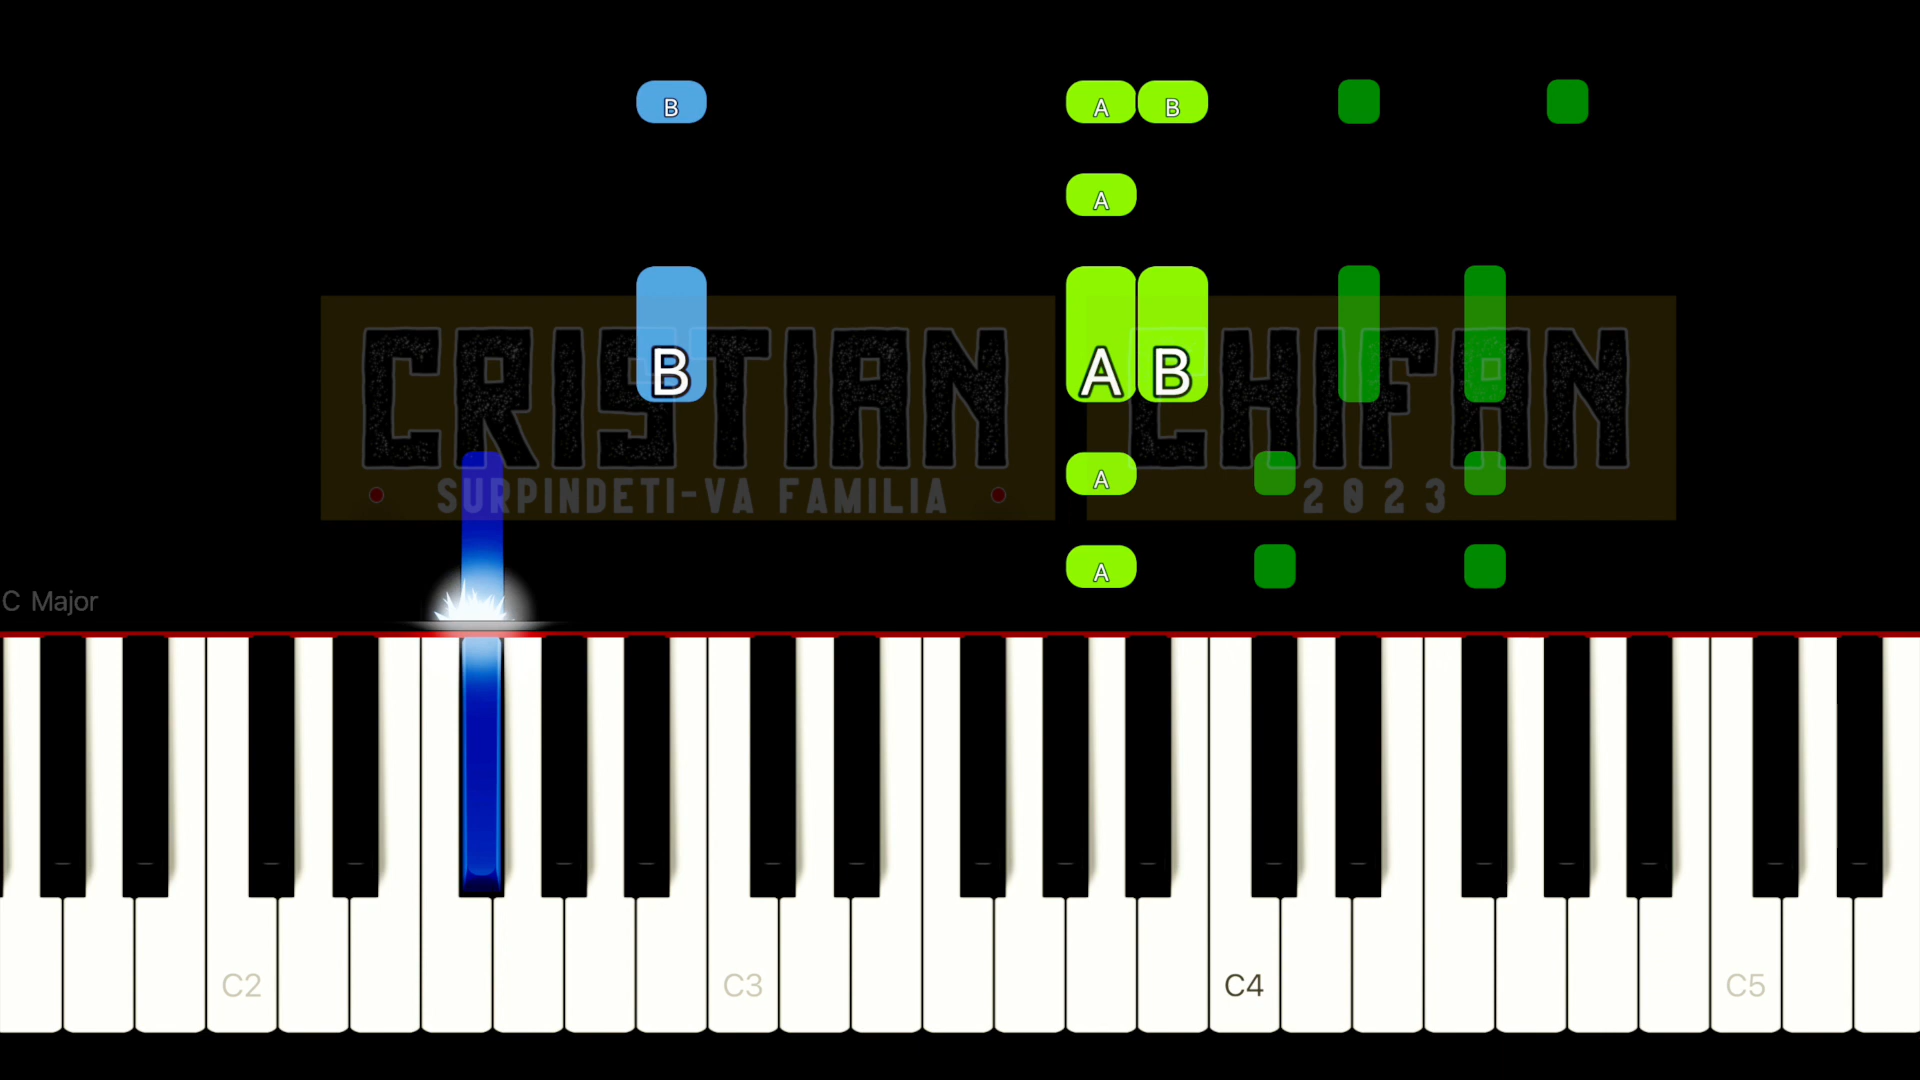 B A B
A
B A B
CRISTIAN CHIFAN
A
SURPINDETI-VA FAMILIA 2023
A
C Major
C2 C3 C4 C5